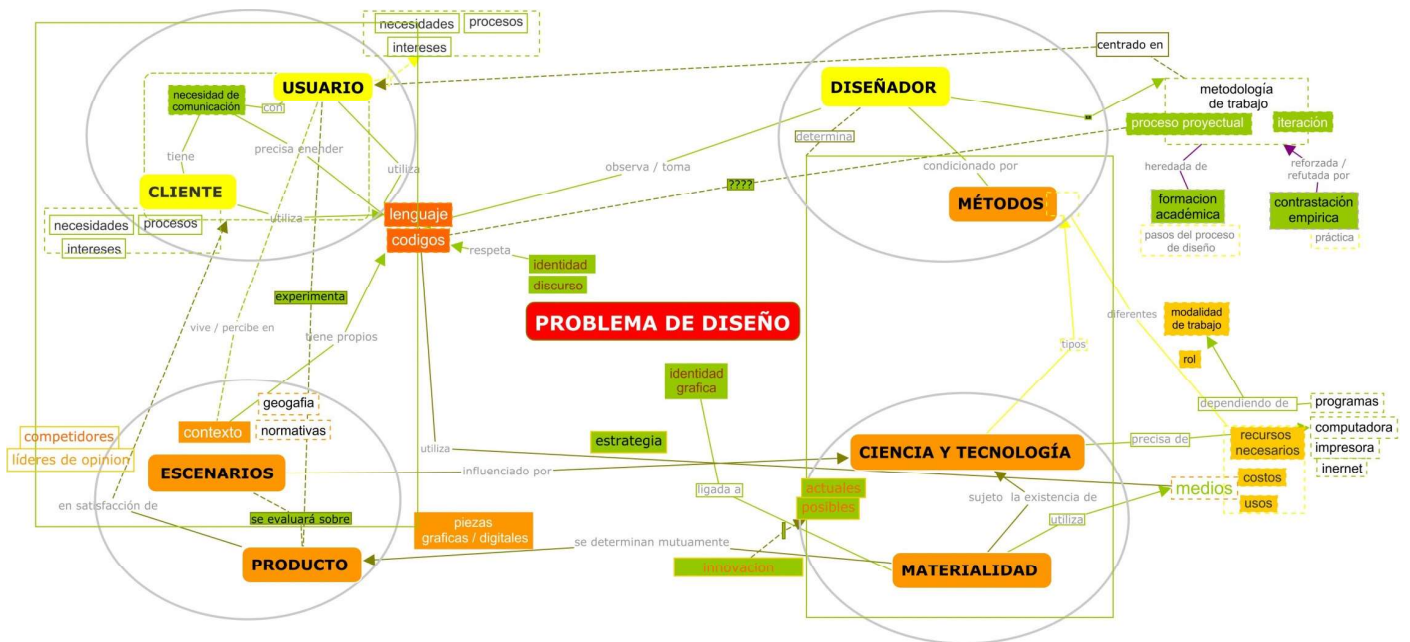 necesidades
procesos
intereses
USUARIO
necesidad de
comunicación
con
tiene
precisa enender
utiliza
CLIENTE
utiliza
necesidades
procesos
intereses
lenguaje
codigos
respeta
identidad
discurso
observa / toma
centrado en
DISEÑADOR
determina
condicionado por
MÉTODOS
metodología
de trabajo
proceso proyectual
iteración
heredada de
reforzada /
refutada por
formacion
académica
contrastación
empirica
pasos del proceso
de diseño
práctica
????
experimenta
vive / percibe en
tiene propios
PROBLEMA DE DISEÑO
diferentes
tipos
modalidad
de trabajo
rol
identidad
grafica
geogafia
normativas
contexto
competidores
líderes de opinion
ESCENARIOS
influenciado por
estrategia
utiliza
CIENCIA Y TECNOLOGÍA
precisa de
dependiendo de
programas
computadora
impresora
inernet
recursos
necesarios
costos
usos
medios
en satisfacción de
se evaluará sobre
piezas
graficas / digitales
ligada a
actuales
posibles
sujeto la existencia de
utiliza
PRODUCTO
se determinan mutuamente
innovación
MATERIALIDAD